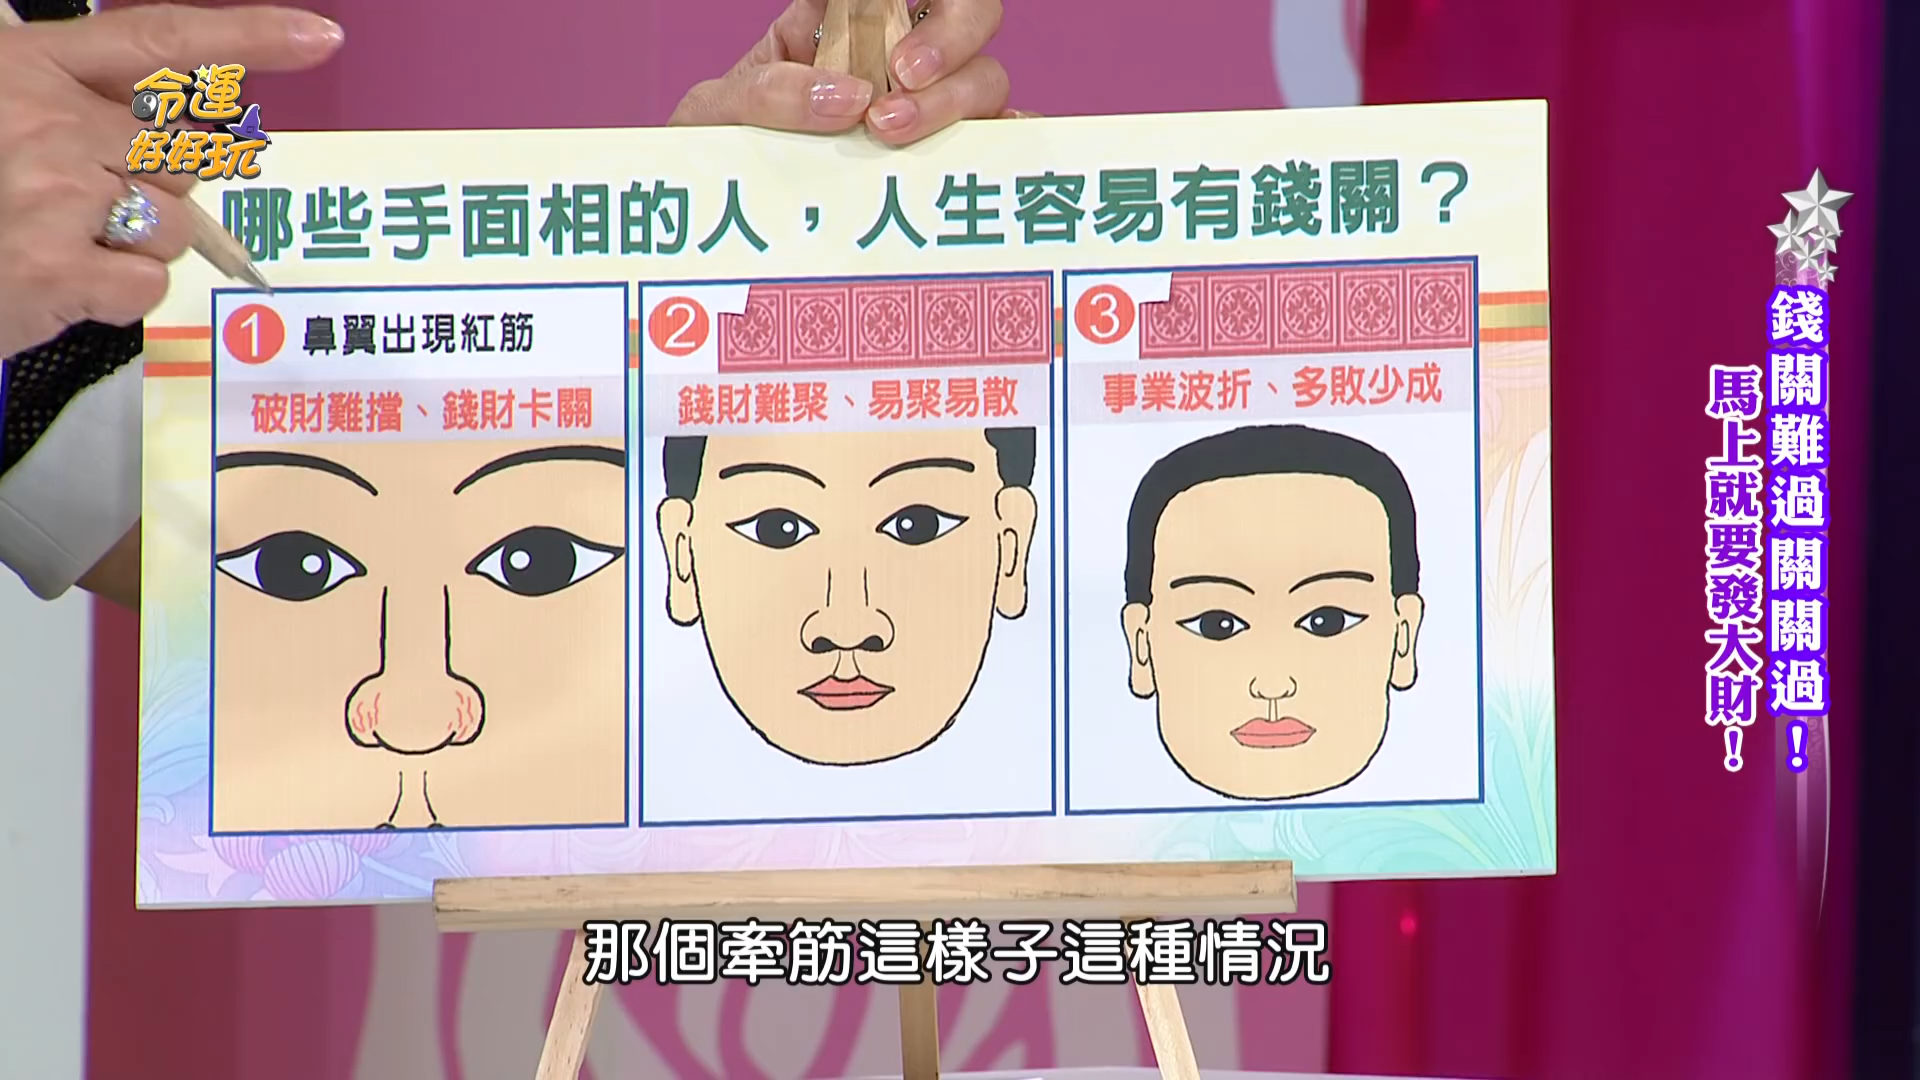 命運
好好玩
哪些手面相的人，人生容易有錢關？
1 鼻翼出現紅筋
破財難擋、錢財卡關
2
錢財難聚、易聚易散
3
事業波折、多敗少成
錢關難過關關過！
馬上就要發大財！
那個牽筋這樣子這種情況